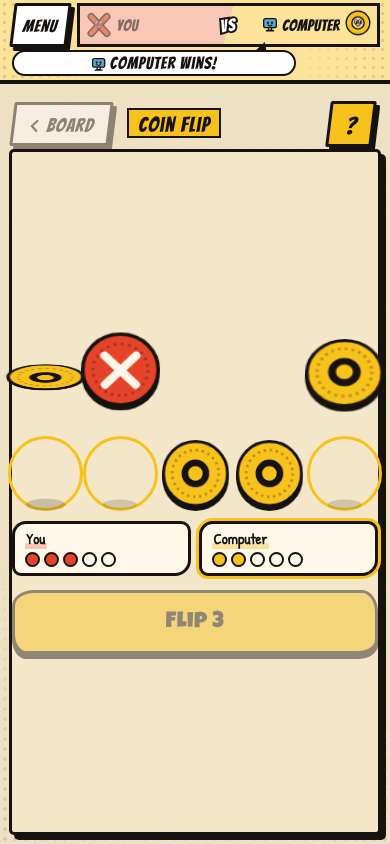 MENU
YOU
VS
COMPUTER
COMPUTER WINS!
< BOARD
COIN FLIP
?
You
Computer
FLIP 3